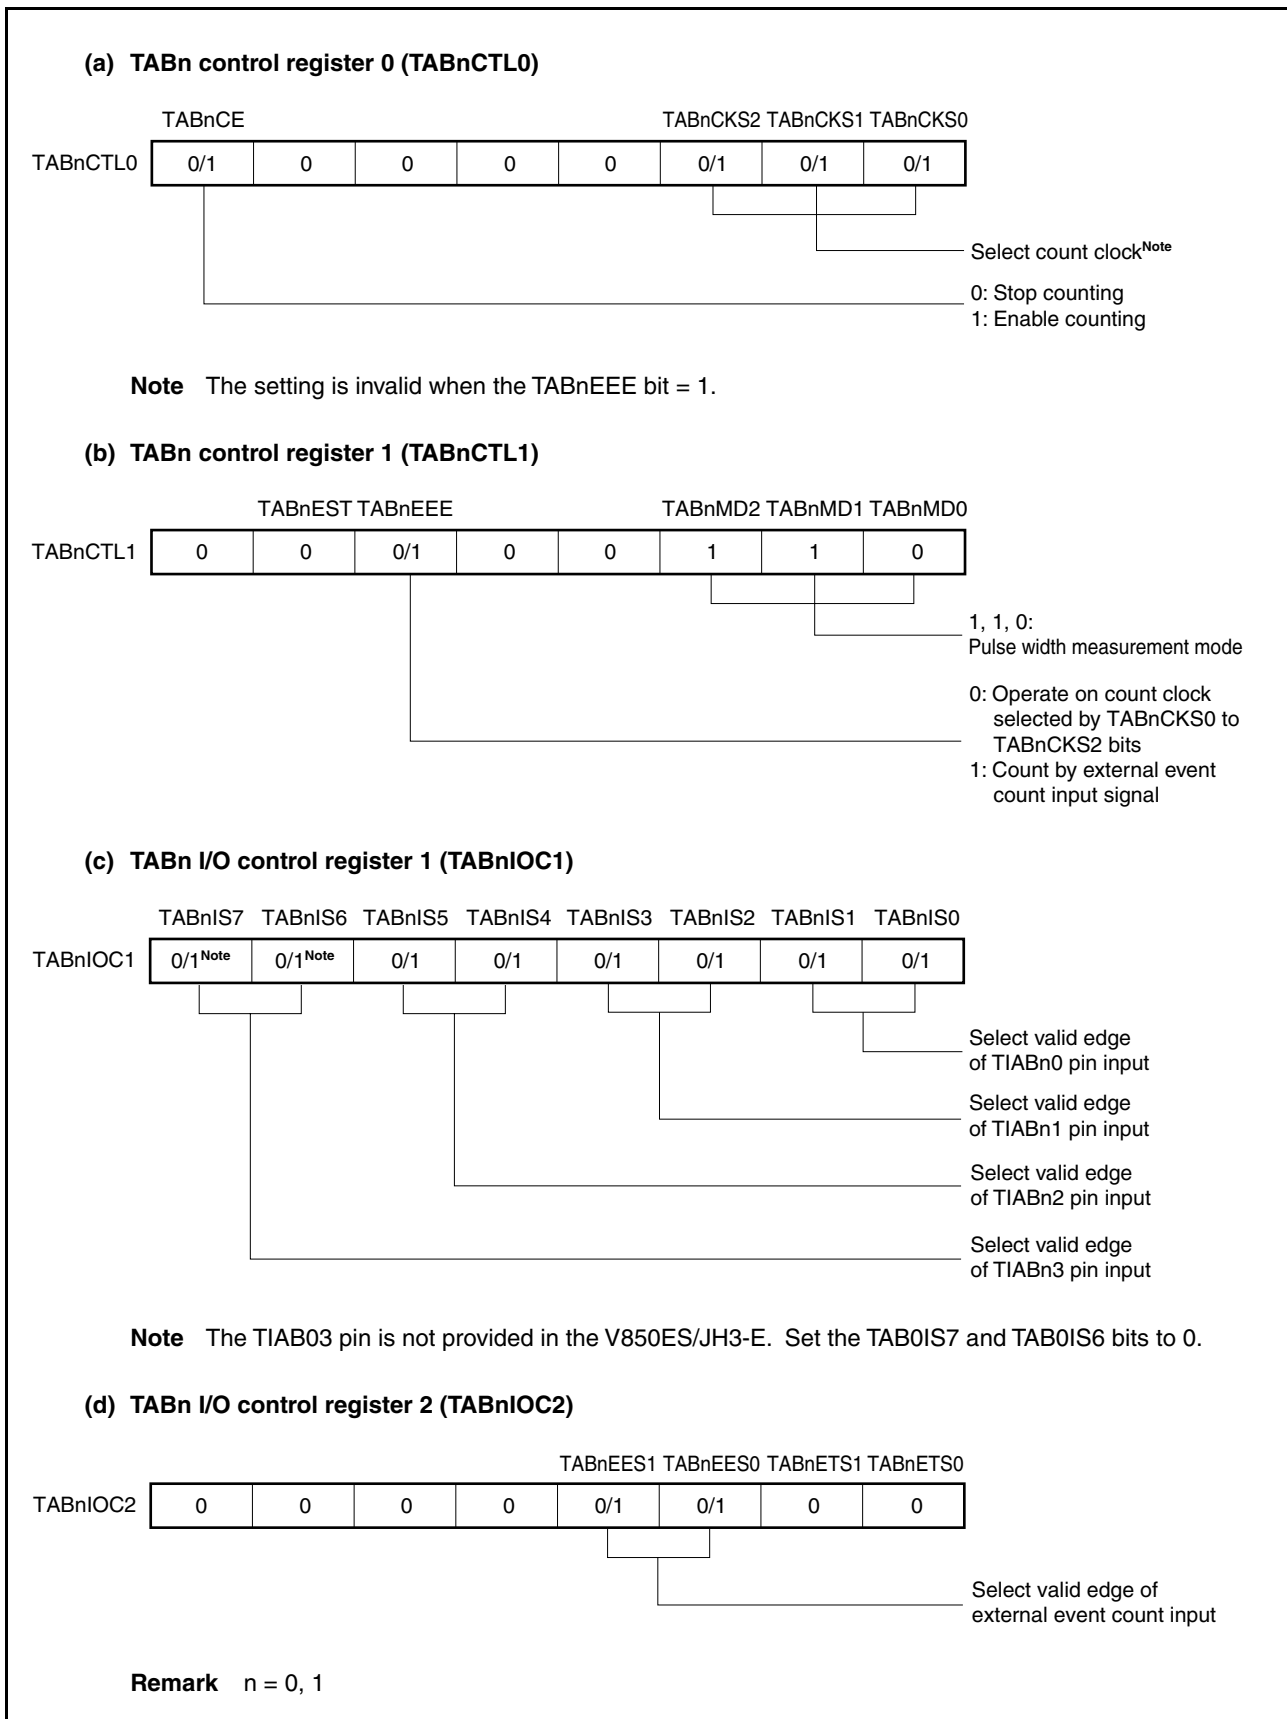 (a) TABn control register 0 (TABnCTL0)
TABnCE TABnCKS2 TABnCKS1 TABnCKS0
TABnCTL0 0/1 0 0 0 0 0/1 0/1 0/1
Select count clockNote
0: Stop counting
1: Enable counting
Note The setting is invalid when the TABnEEE bit = 1.
(b) TABn control register 1 (TABnCTL1)
TABnEST TABnEEE TABnMD2 TABnMD1 TABnMD0
TABnCTL1 0 0 0/1 0 0 1 1 0
1, 1, 0:
Pulse width measurement mode
0: Operate on count clock
selected by TABnCKS0 to
TABnCKS2 bits
1: Count by external event
count input signal
(c) TABn I/O control register 1 (TABnIOC1)
TABnIS7 TABnIS6 TABnIS5 TABnIS4 TABnIS3 TABnIS2 TABnIS1 TABnIS0
TABnIOC1 0/1Note 0/1Note 0/1 0/1 0/1 0/1 0/1 0/1
Select valid edge
of TIABn0 pin input
Select valid edge
of TIABn1 pin input
Select valid edge
of TIABn2 pin input
Select valid edge
of TIABn3 pin input
Note The TIAB03 pin is not provided in the V850ES/JH3-E. Set the TAB0IS7 and TAB0IS6 bits to 0.
(d) TABn I/O control register 2 (TABnIOC2)
TABnEES1 TABnEES0 TABnETS1 TABnETS0
TABnIOC2 0 0 0 0 0/1 0/1 0 0
Select valid edge of
external event count input
Remark n = 0, 1